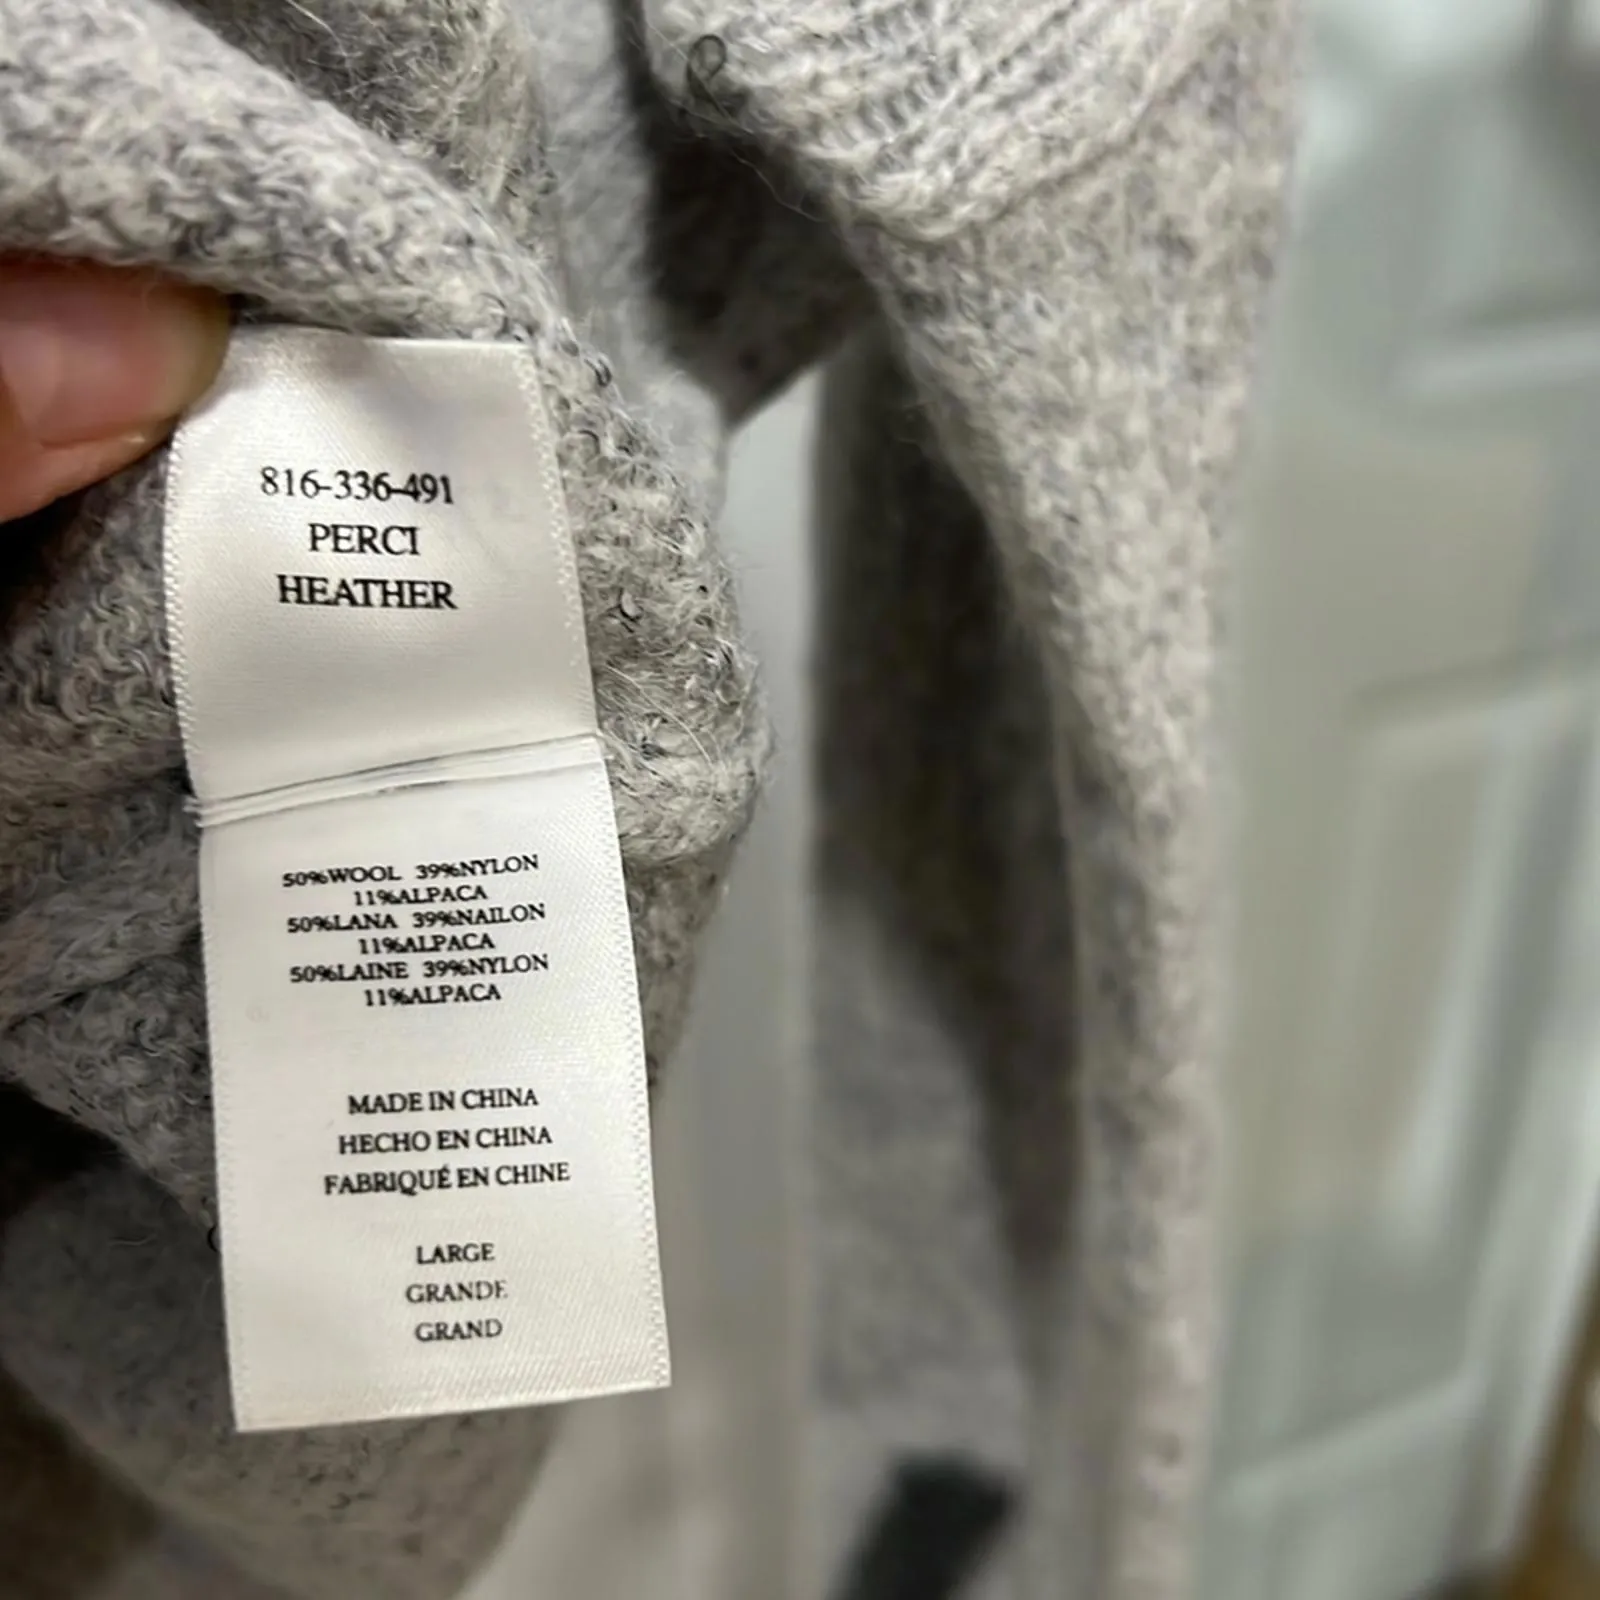 816-336-491
PERCI
HEATHER
50%WOOL 39%NYLON
11%ALPACA
50%LANA 39%NAILON
11%ALPACA
50%LAINE 39%NYLON
11%ALPACA
MADE IN CHINA
HECHO EN CHINA
FABRIQUÉ EN CHINE
LARGE
GRANDE
GRAND